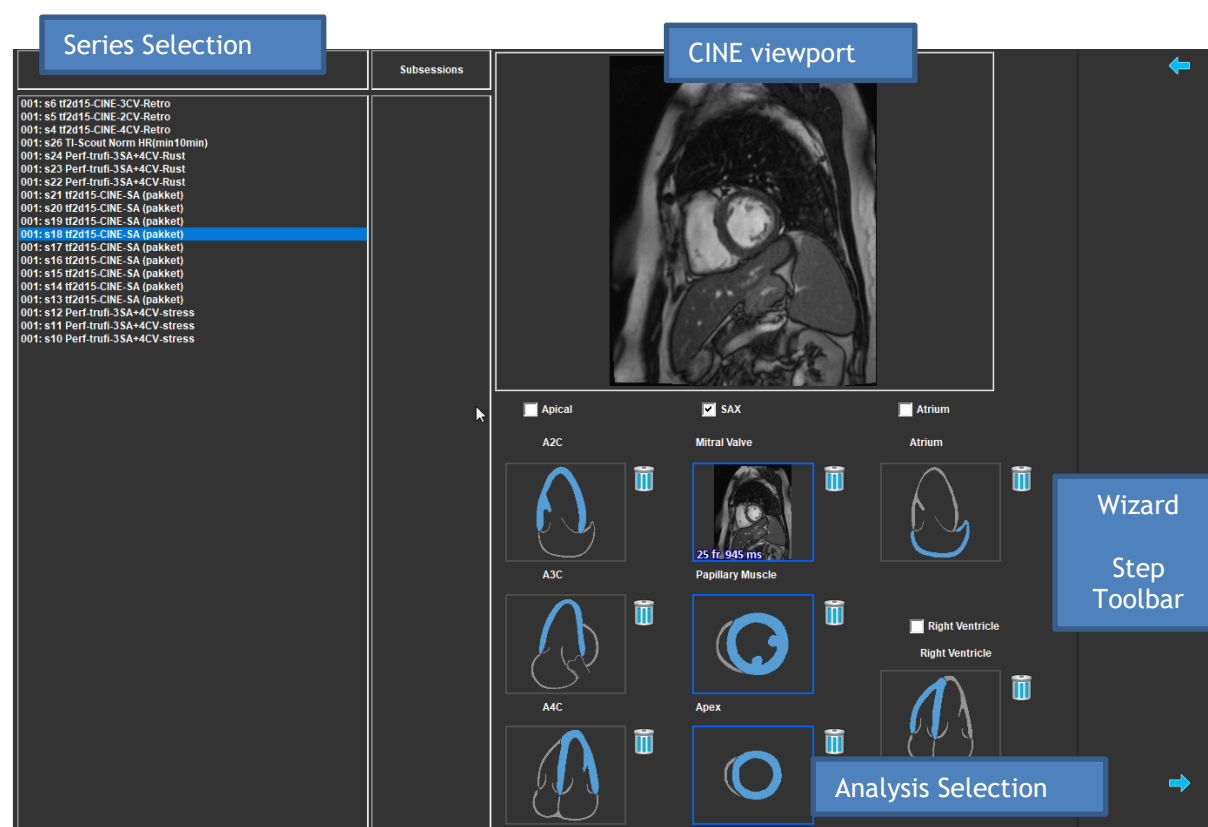 Series Selection
CINE viewport
Subsessions
001: s6 tf2d15-CINE-3CV-Retro
001: s5 tf2d15-CINE-2CV-Retro
001: s4 tf2d15-CINE-4CV-Retro
001: s26 TI-Scout Norm HR(min10min)
001: s24 Perf-trufi-3SA+4CV-Rust
001: s23 Perf-trufi-3SA+4CV-Rust
001: s22 Perf-trufi-3SA+4CV-Rust
001: s21 tf2d15-CINE-SA (pakket)
001: s20 tf2d15-CINE-SA (pakket)
001: s19 tf2d15-CINE-SA (pakket)
001: s18 tf2d15-CINE-SA (pakket)
001: s17 tf2d15-CINE-SA (pakket)
001: s16 tf2d15-CINE-SA (pakket)
001: s15 tf2d15-CINE-SA (pakket)
001: s14 tf2d15-CINE-SA (pakket)
001: s13 tf2d15-CINE-SA (pakket)
001: s12 Perf-trufi-3SA+4CV-stress
001: s11 Perf-trufi-3SA+4CV-stress
001: s10 Perf-trufi-3SA+4CV-stress
Apical
SAX
Atrium
A2C
Mitral Valve
Atrium
25 fr 945 ms
A3C
Papillary Muscle
Right Ventricle
Right Ventricle
A4C
Apex
Wizard
Step
Toolbar
Analysis Selection